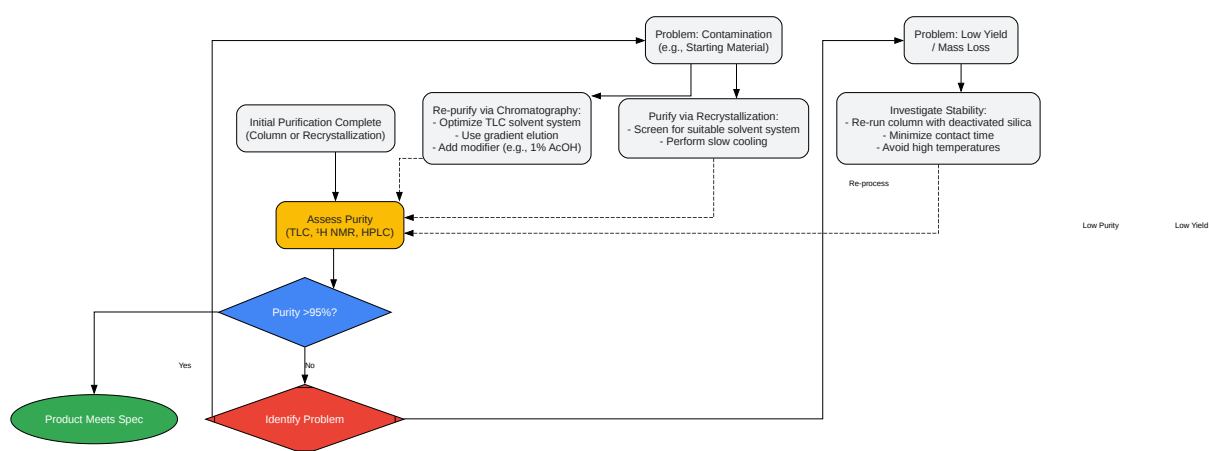 Problem: Contamination
(e.g., Starting Material)
Problem: Low Yield
/ Mass Loss
Initial Purification Complete
(Column or Recrystallization)
Re-purify via Chromatography:
- Optimize TLC solvent system
- Use gradient elution
- Add modifier (e.g., 1% AcOH)
Purify via Recrystallization:
- Screen for suitable solvent system
- Perform slow cooling
Investigate Stability:
- Re-run column with deactivated silica
- Minimize contact time
- Avoid high temperatures
Re-process
Low Purity
Low Yield
Assess Purity
(TLC, ¹H NMR, HPLC)
Purity >95%?
Yes
No
Product Meets Spec
Identify Problem